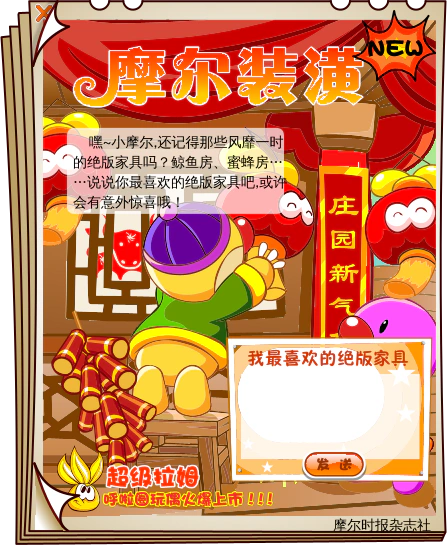 NEW
摩尔装潢
嘿~小摩尔,还记得那些风靡一时
的绝版家具吗？鲸鱼房、蜜蜂房…
…说说你最喜欢的绝版家具吧,或许
会有意外惊喜哦！
庄园新气
我最喜欢的绝版家具
发送
超级拉姆
呼啦圈玩偶火爆上市！！！
摩尔时报杂志社